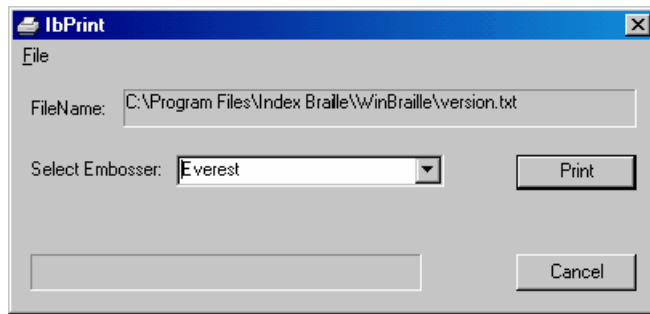 IbPrint
File
FileName: C:\Program Files\Index Braille\WinBraille\version.txt
Select Embosser: Everest Print
Cancel